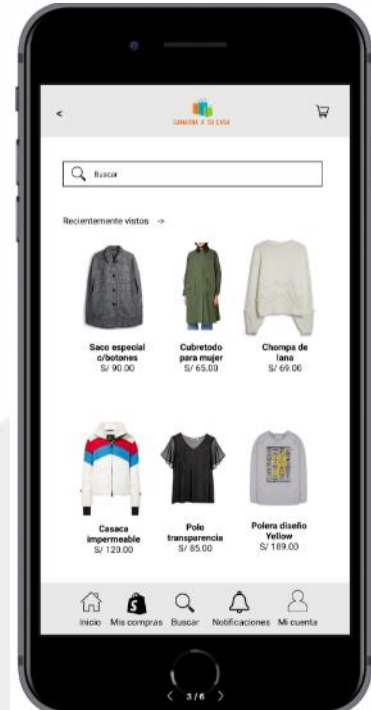 <
GAMARRA A TU CASA
Buscar
Recientemente vistos ->
Saco especial
c/botones
S/ 90.00
Cubretodo
para mujer
S/ 65.00
Chompa de
lana
S/ 69.00
Casaca
impermeable
S/ 120.00
Polo
transparencia
S/ 85.00
Polera diseño
Yellow
S/ 189.00
Inicio Mis compras Buscar Notificaciones Mi cuenta
< 3 / 6 >